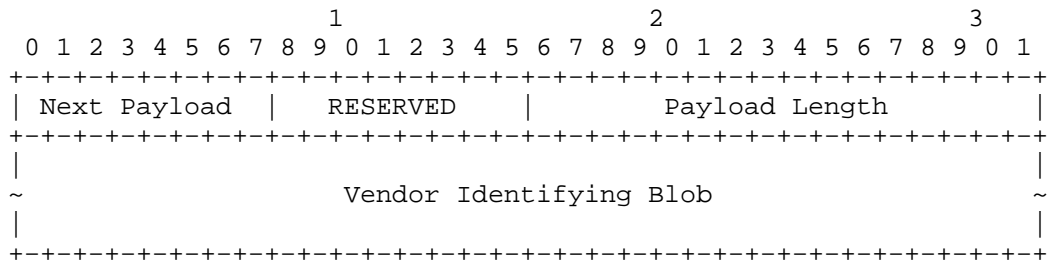 1                   2                   3
 0 1 2 3 4 5 6 7 8 9 0 1 2 3 4 5 6 7 8 9 0 1 2 3 4 5 6 7 8 9 0 1
+-+-+-+-+-+-+-+-+-+-+-+-+-+-+-+-+-+-+-+-+-+-+-+-+-+-+-+-+-+-+-+-+
| Next Payload  |   RESERVED    |        Payload Length         |
+-+-+-+-+-+-+-+-+-+-+-+-+-+-+-+-+-+-+-+-+-+-+-+-+-+-+-+-+-+-+-+-+
|                                                               |
~                    Vendor Identifying Blob                    ~
|                                                               |
+-+-+-+-+-+-+-+-+-+-+-+-+-+-+-+-+-+-+-+-+-+-+-+-+-+-+-+-+-+-+-+-+